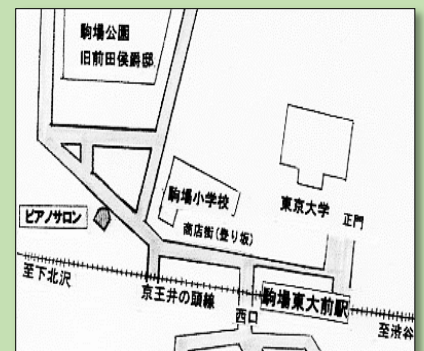 駒場公園
旧前田侯爵邸
駒場小学校
東京大学
正門
ピアノサロン
商店街(登り坂)
至下北沢
京王井の頭線
西口
駒場東大前駅
至渋谷